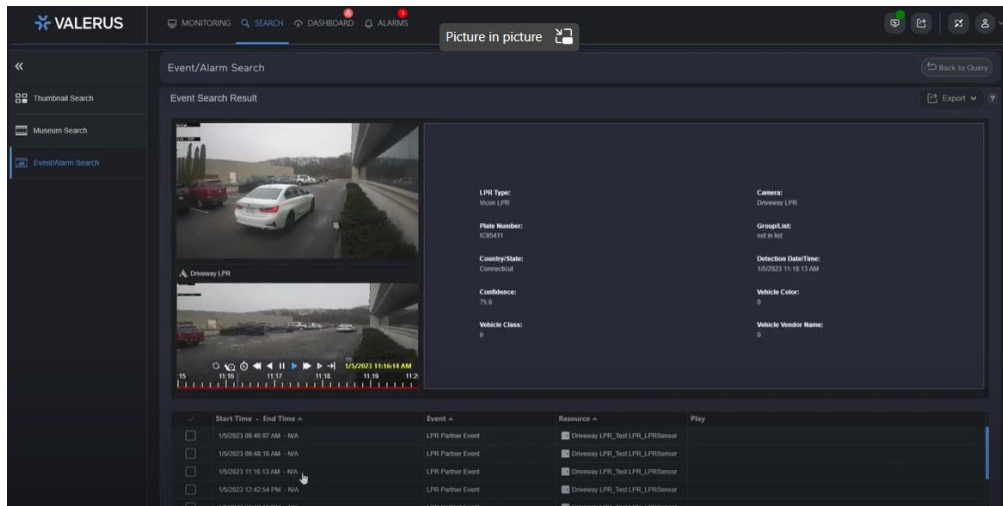 VALERUS
MONITORING SEARCH DASHBOARD ALARMS
Picture in picture
Event/Alarm Search
Back to Query
Thumbnail Search
Museum Search
Event/Alarm Search
Event Search Result
Export
?
LPR Type:
Vicon LPR
Camera:
Driveway LPR
Plate Number:
IC85411
Group/List:
not in list
Country/State:
Connecticut
Detection Date/Time:
1/5/2023 11:16:13 AM
Confidence:
75.0
Vehicle Color:
0
Vehicle Class:
0
Vehicle Vendor Name:
0
Driveway LPR
1/5/2023 11:16:14 AM
:15 11:16 11:17 11:18 11:19 11:2
Start Time - End Time Event Resource Play
1/5/2023 09:46:07 AM - N/A LPR Partner Event Driveway LPR_Test LPR_LPRSensor
1/5/2023 09:48:16 AM - N/A LPR Partner Event Driveway LPR_Test LPR_LPRSensor
1/5/2023 11:16:13 AM - N/A LPR Partner Event Driveway LPR_Test LPR_LPRSensor
1/5/2023 12:42:54 PM - N/A LPR Partner Event Driveway LPR_Test LPR_LPRSensor